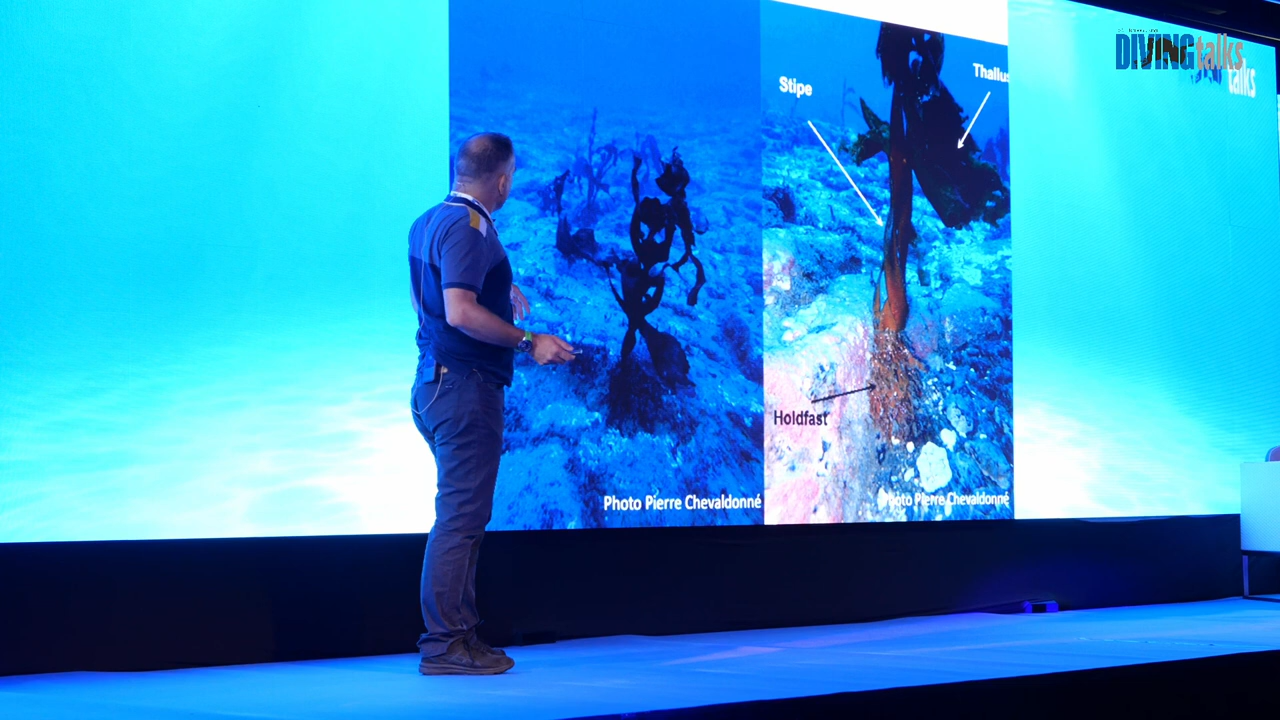 DIVINGtalks
talks
Stipe
Thallus
Holdfast
Photo Pierre Chevaldonné
Photo Pierre Chevaldonné